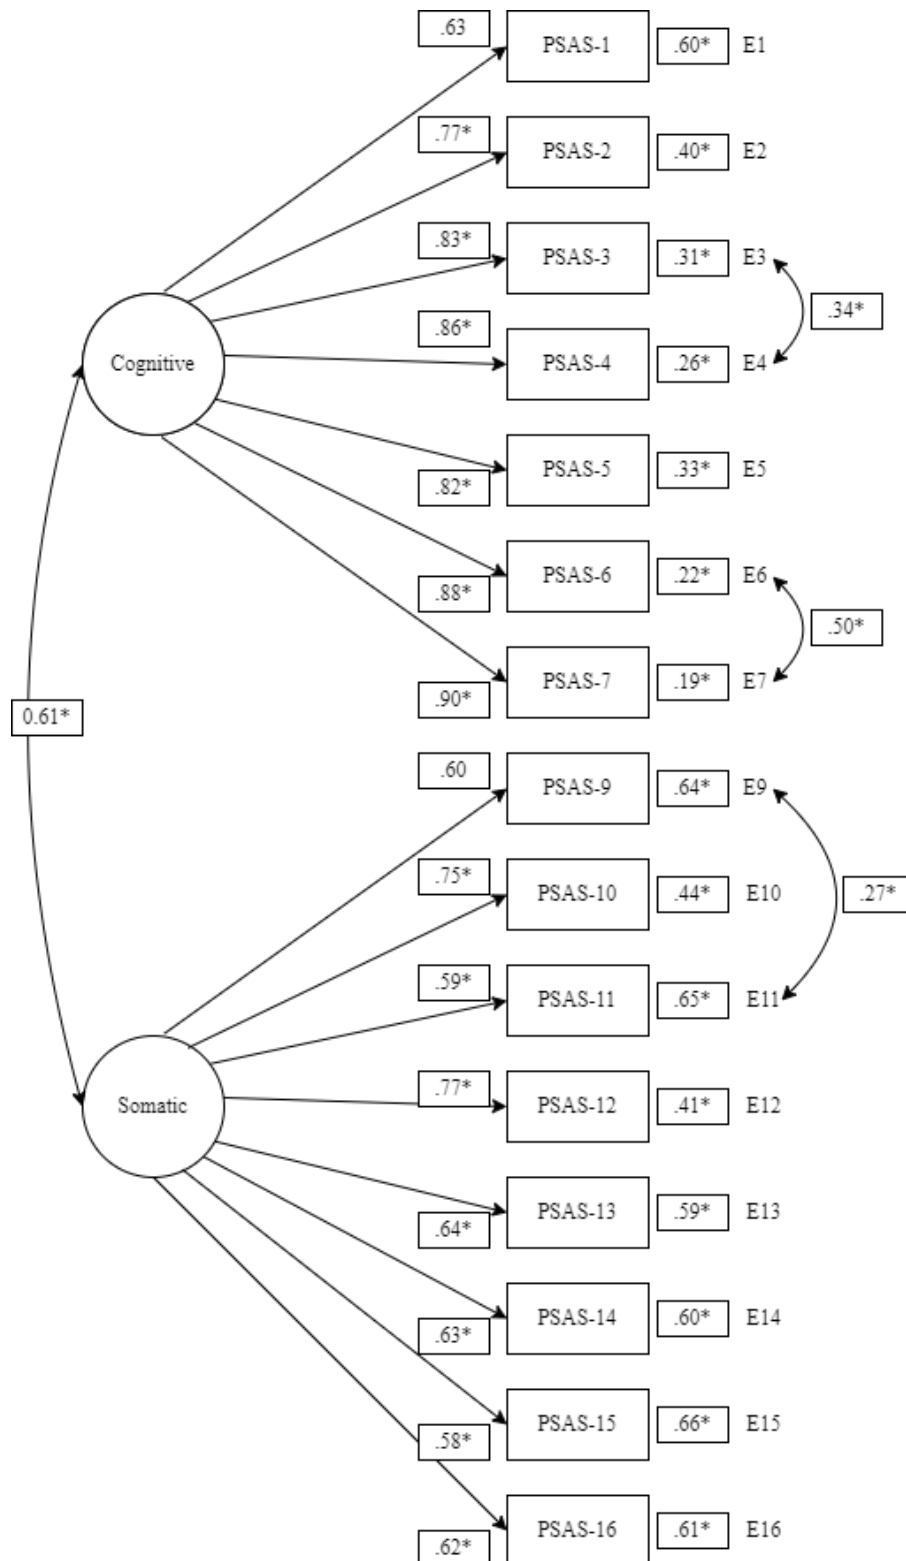 .63 PSAS-1 .60* E1
.77* PSAS-2 .40* E2
.83* PSAS-3 .31* E3
.34*
.86* PSAS-4 .26* E4
Cognitive
.82* PSAS-5 .33* E5
.88* PSAS-6 .22* E6
.50*
.90* PSAS-7 .19* E7
0.61*
.60 PSAS-9 .64* E9
.75* PSAS-10 .44* E10
.27*
.59* PSAS-11 .65* E11
.77* PSAS-12 .41* E12
Somatic
.64* PSAS-13 .59* E13
.63* PSAS-14 .60* E14
.58* PSAS-15 .66* E15
.62* PSAS-16 .61* E16